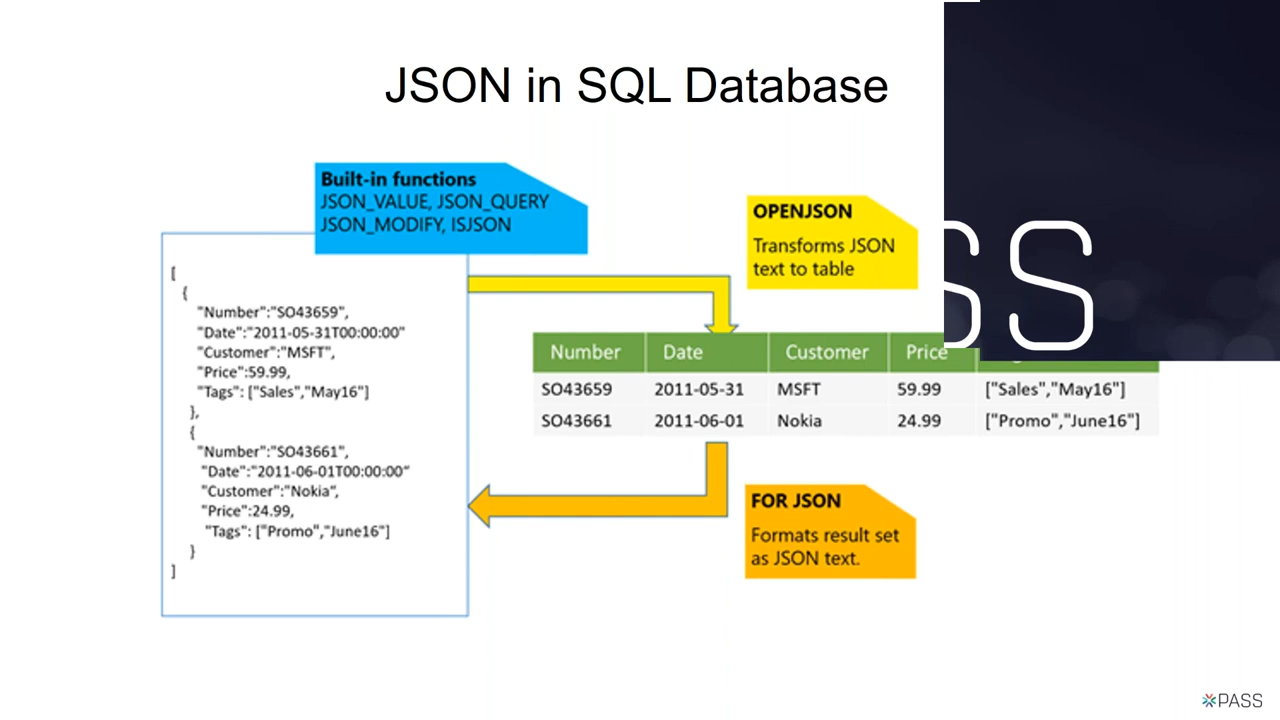 JSON in SQL Database
Built-in functions
JSON_VALUE, JSON_QUERY
JSON_MODIFY, ISJSON
OPENJSON
Transforms JSON
text to table
SS
[
{
"Number":"SO43659",
"Date":"2011-05-31T00:00:00"
"Customer":"MSFT",
"Price":59.99,
"Tags": ["Sales","May16"]
},
{
"Number":"SO43661",
"Date":"2011-06-01T00:00:00"
"Customer":"Nokia",
"Price":24.99,
"Tags": ["Promo","June16"]
}
]
Number Date Customer Price
SO43659 2011-05-31 MSFT 59.99 ["Sales","May16"]
SO43661 2011-06-01 Nokia 24.99 ["Promo","June16"]
FOR JSON
Formats result set
as JSON text.
PASS